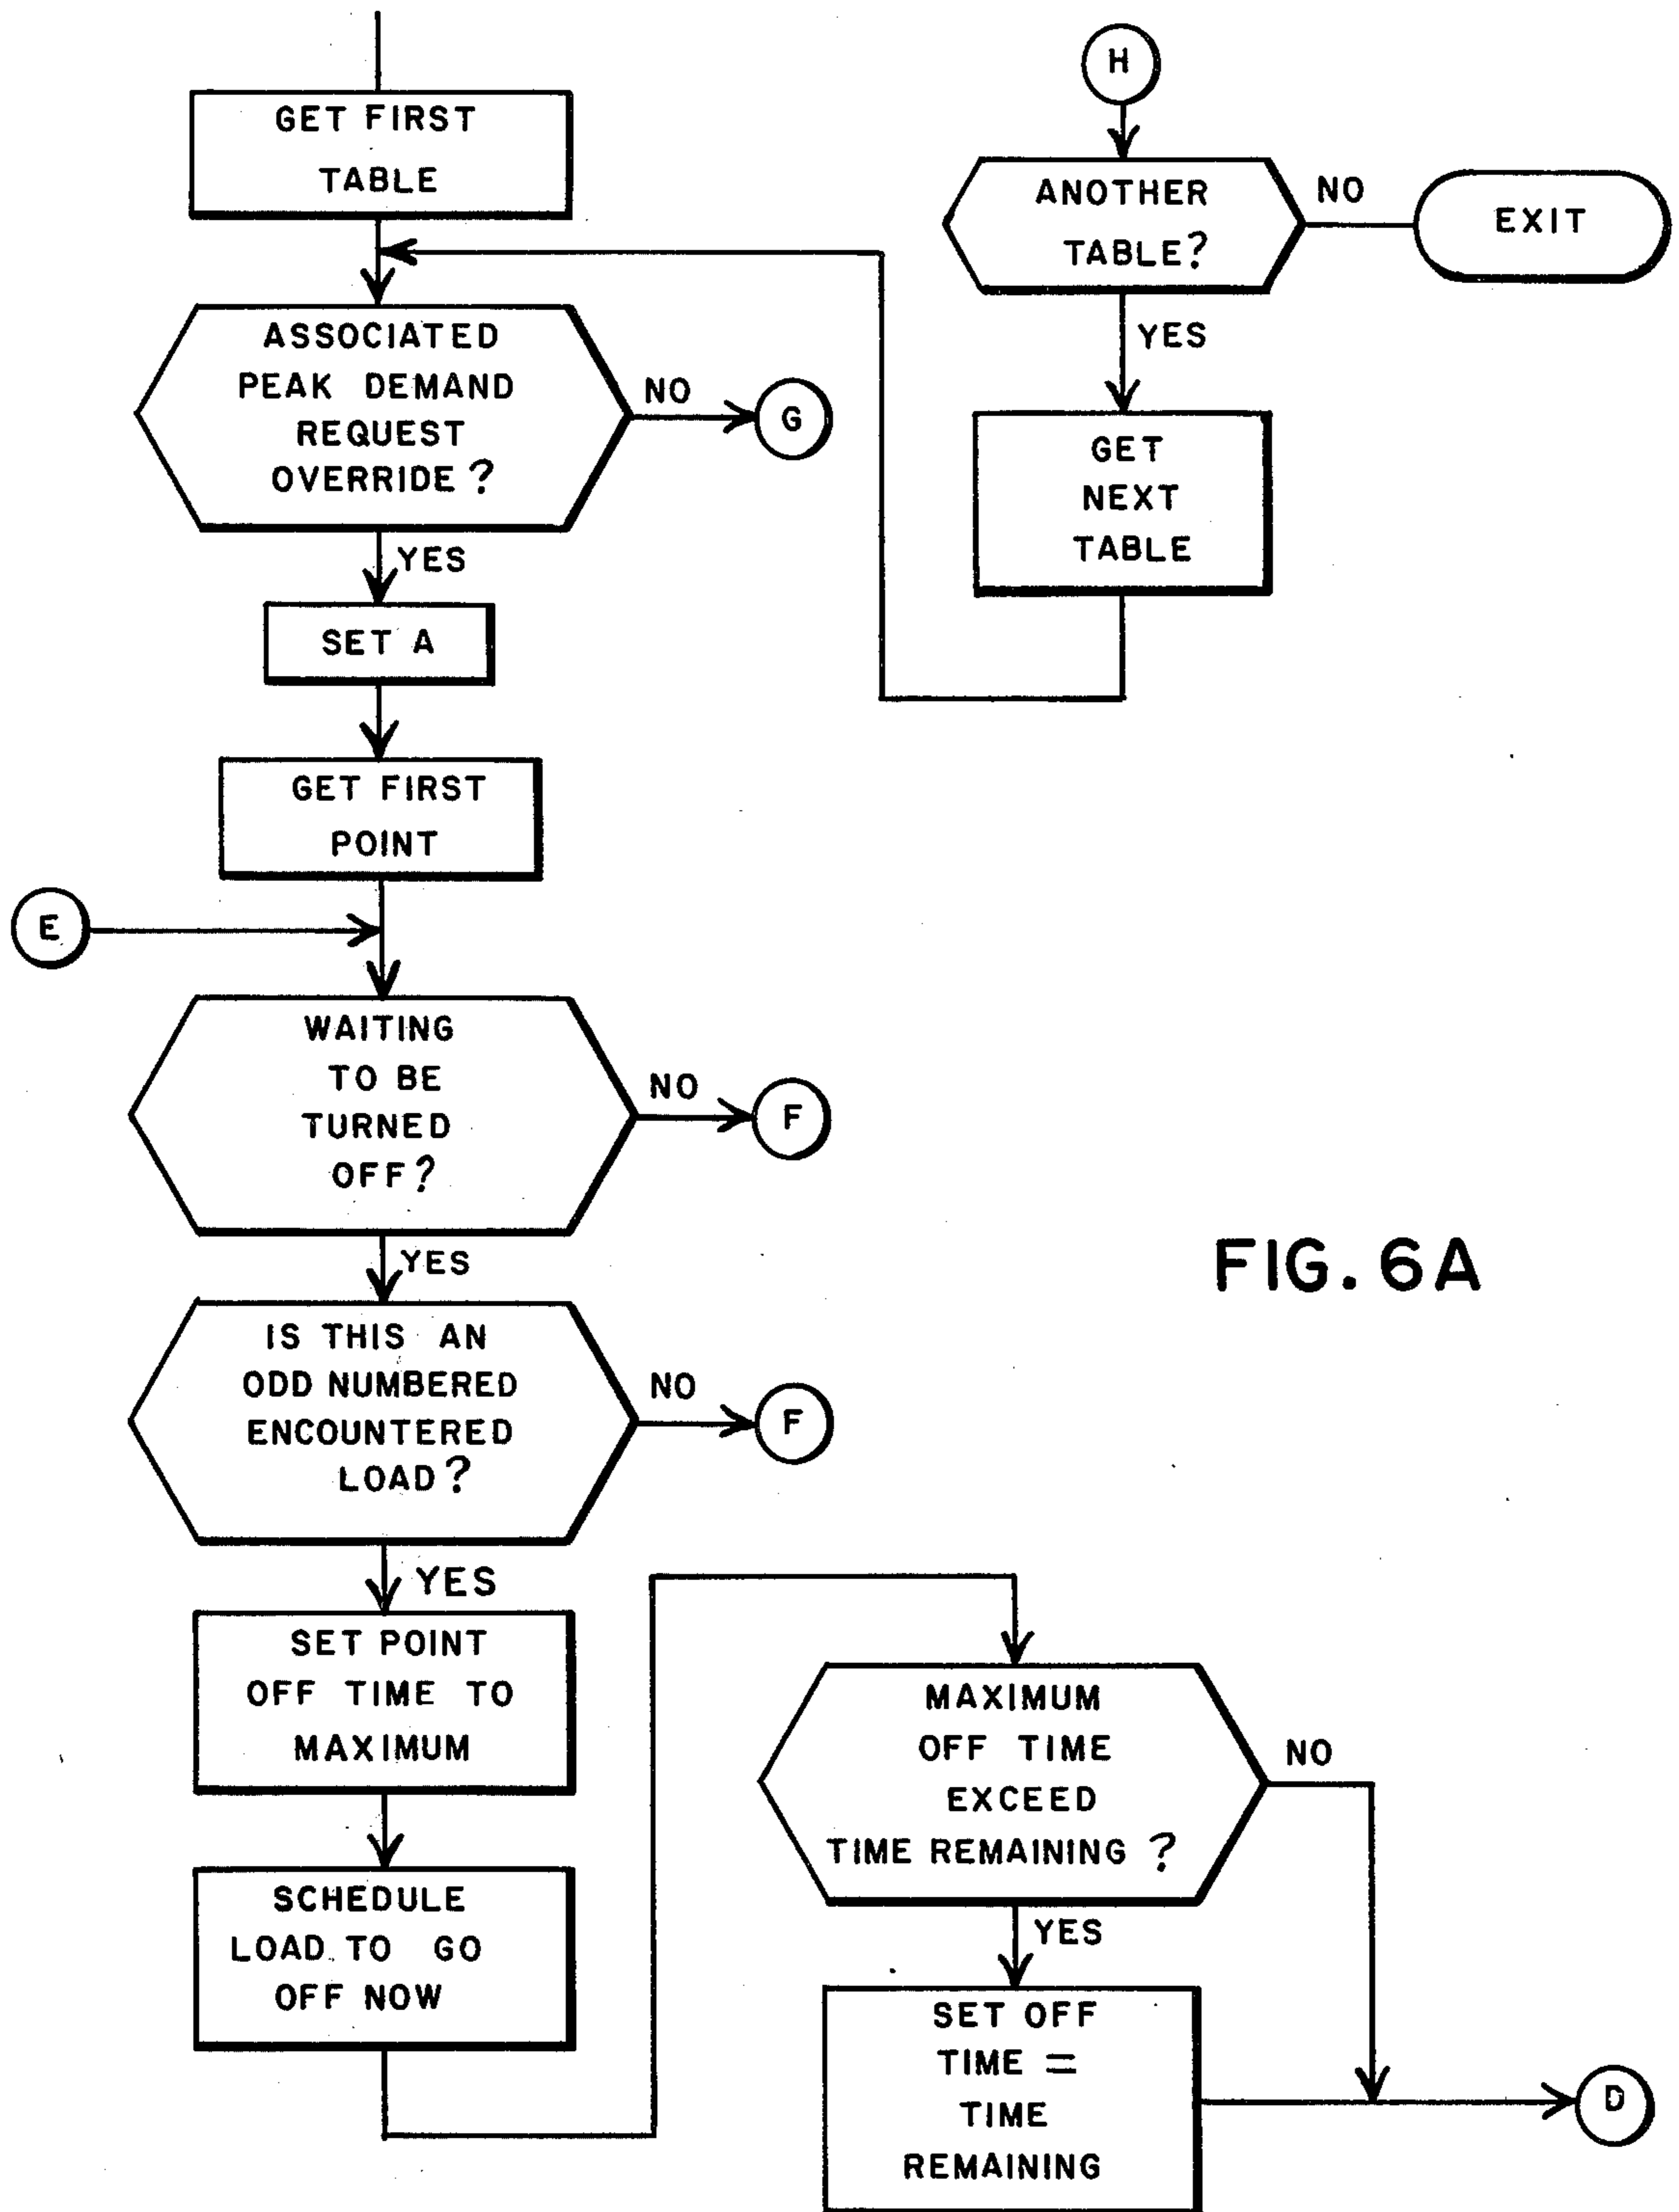 GET FIRST
TABLE
ASSOCIATED
PEAK DEMAND
REQUEST
OVERRIDE?
NO
G
YES
SET A
GET FIRST
POINT
E
WAITING
TO BE
TURNED
OFF?
NO
F
YES
IS THIS AN
ODD NUMBERED
ENCOUNTERED
LOAD?
NO
F
YES
SET POINT
OFF TIME TO
MAXIMUM
SCHEDULE
LOAD TO GO
OFF NOW
H
ANOTHER
TABLE?
NO
EXIT
YES
GET
NEXT
TABLE
FIG. 6A
MAXIMUM
OFF TIME
EXCEED
TIME REMAINING?
NO
YES
SET OFF
TIME =
TIME
REMAINING
D